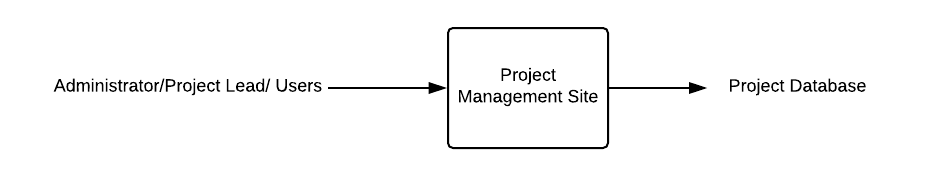 Administrator/Project Lead/ Users
Project
Management Site
Project Database